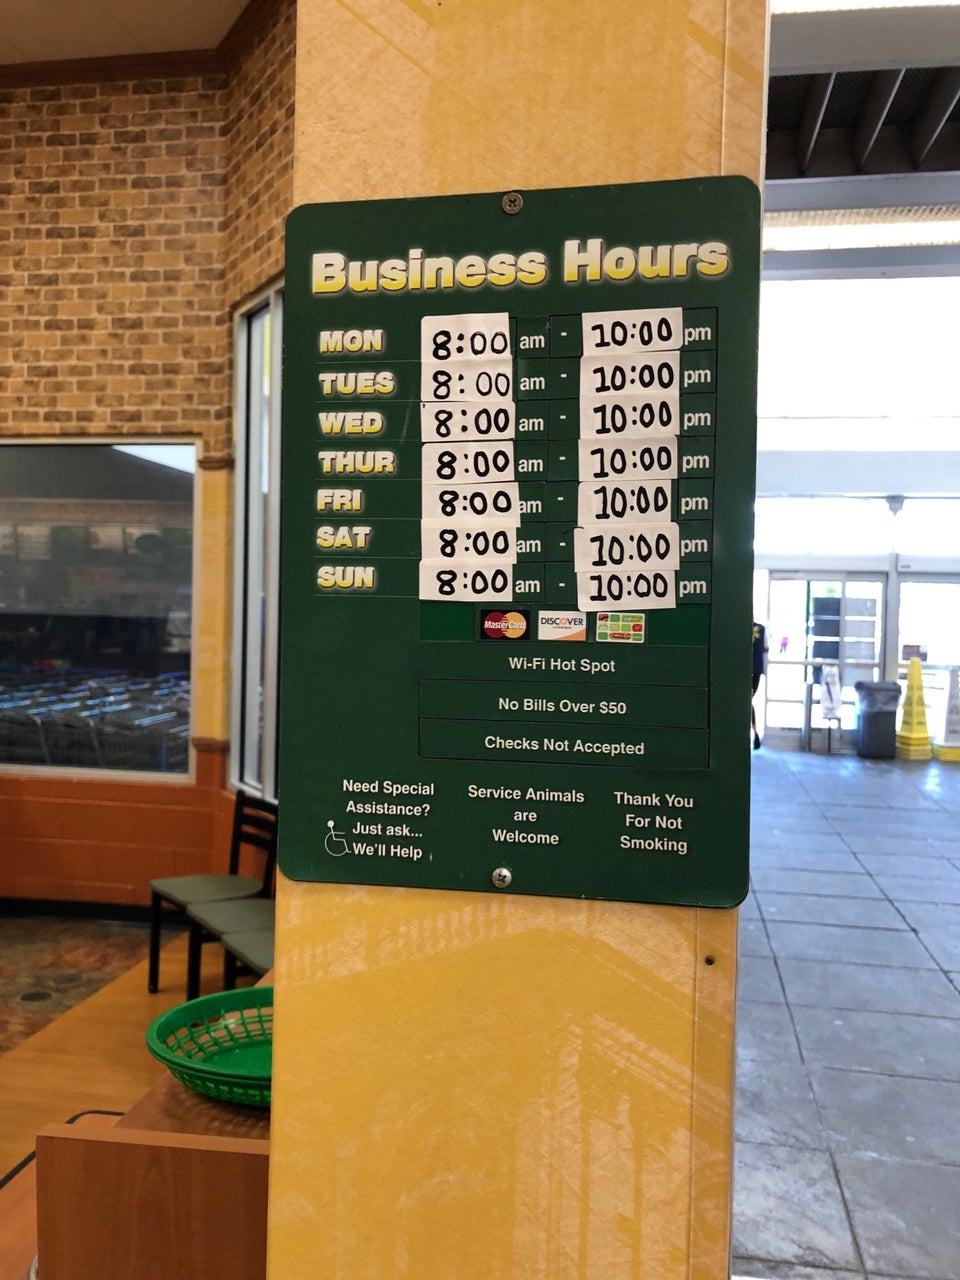 Business Hours
MON 8:00 am - 10:00 pm
TUES 8:00 am - 10:00 pm
WED 8:00 am - 10:00 pm
THUR 8:00 am - 10:00 pm
FRI 8:00 am - 10:00 pm
SAT 8:00 am - 10:00 pm
SUN 8:00 am - 10:00 pm
MasterCard DISCOVER
Wi-Fi Hot Spot
No Bills Over $50
Checks Not Accepted
Need Special
Assistance?
Just ask...
We'll Help
Service Animals
are
Welcome
Thank You
For Not
Smoking